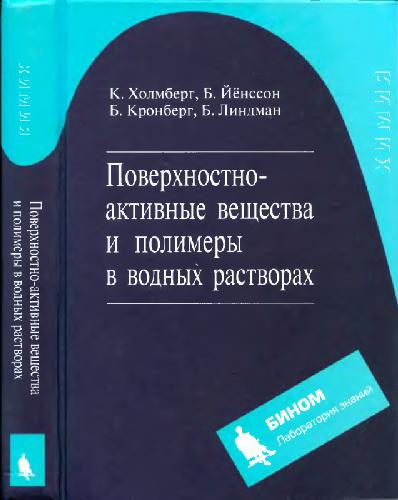 ХИМИЯ
Поверхностно-активные вещества
и полимеры в водных растворах
К. Холмберг, Б. Йёнссон
Б. Кронберг, Б. Линдман
Поверхностно-
активные вещества
и полимеры
в водных растворах
ХИМИЯ
БИНОМ
Лаборатория знаний